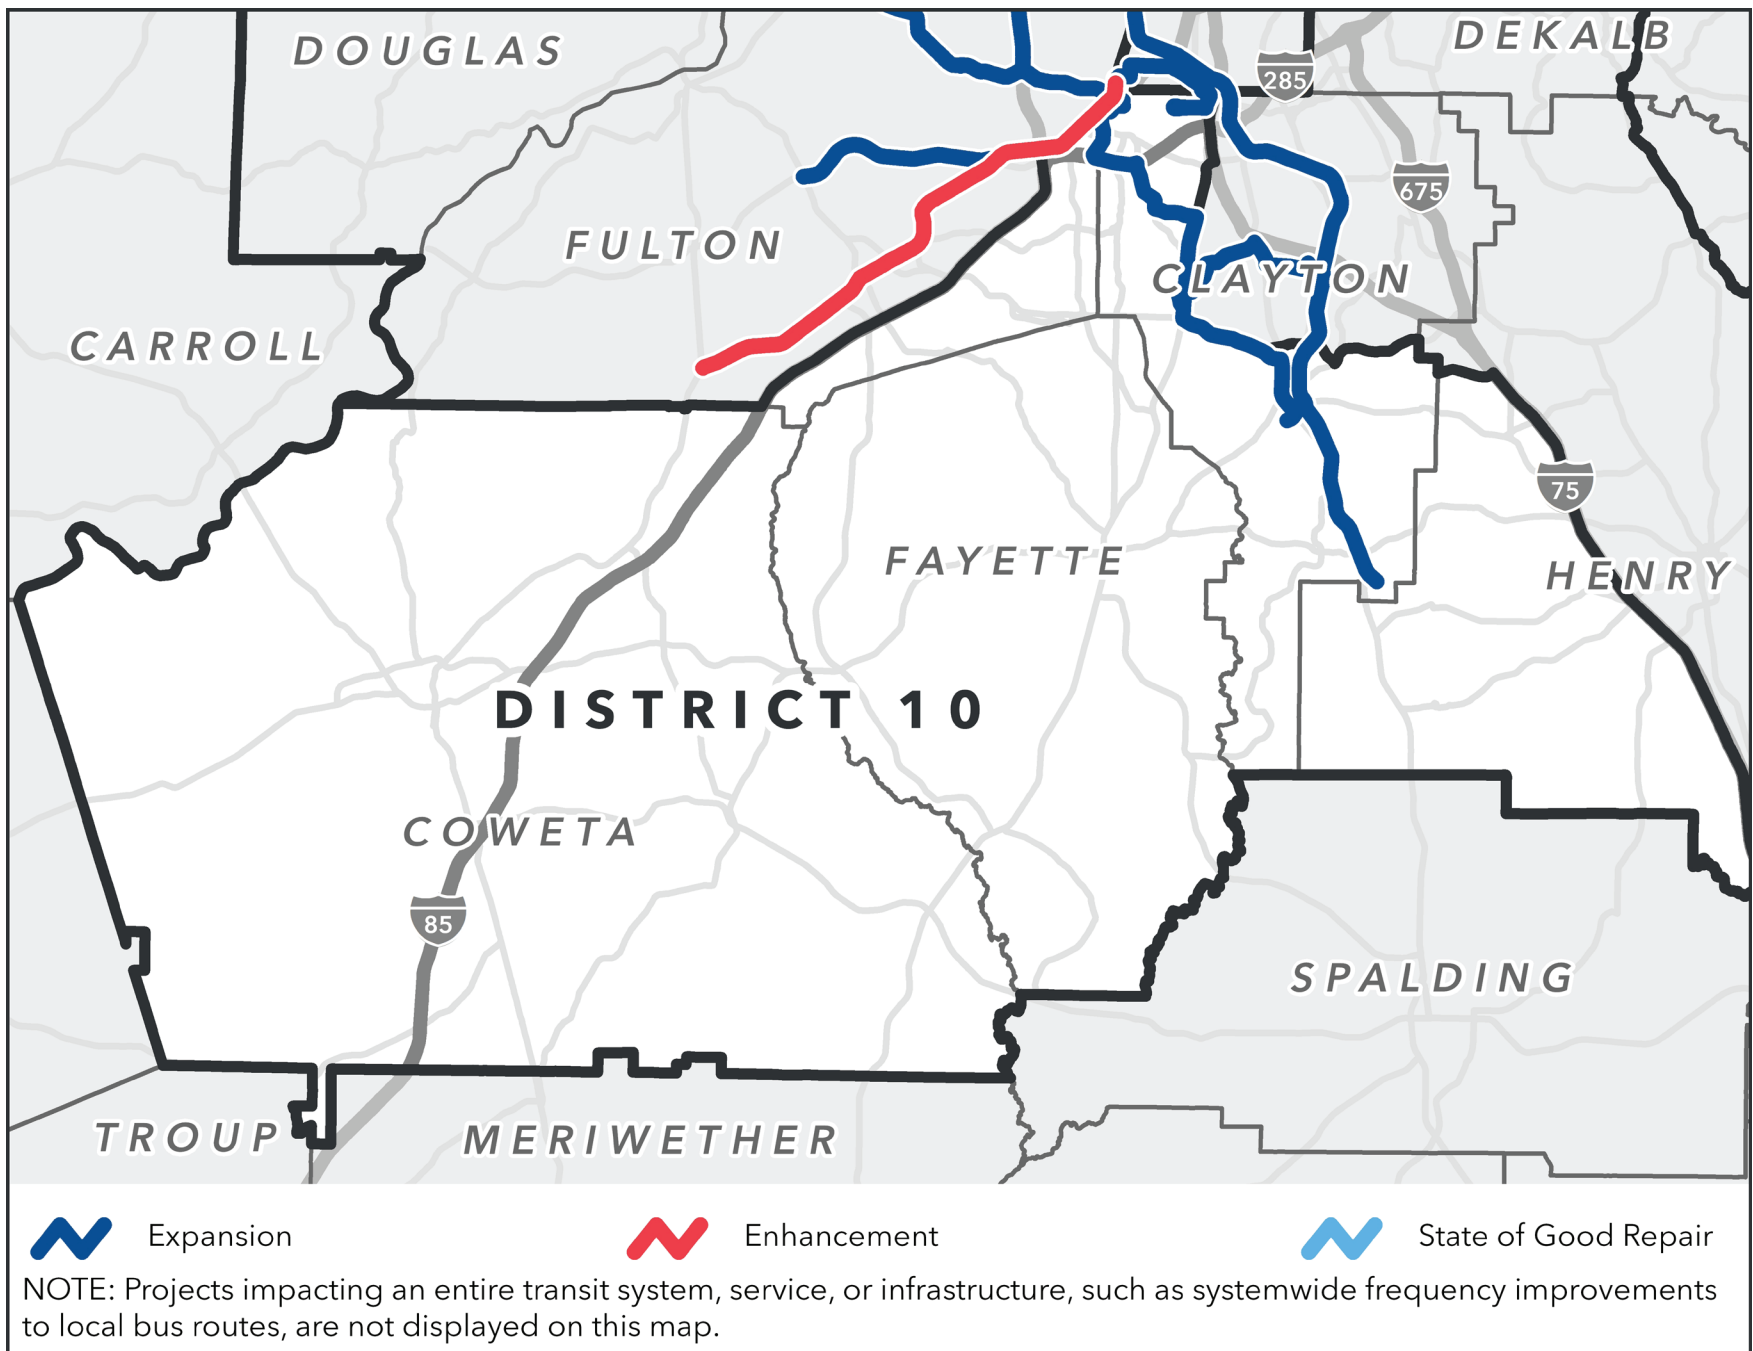 DOUGLAS
DEKALB
285
675
FULTON
CLAYTON
CARROLL
75
FAYETTE
HENRY
DISTRICT 10
COWETA
85
SPALDING
TROUP
MERIWETHER
Expansion
Enhancement
State of Good Repair
NOTE: Projects impacting an entire transit system, service, or infrastructure, such as systemwide frequency improvements
to local bus routes, are not displayed on this map.